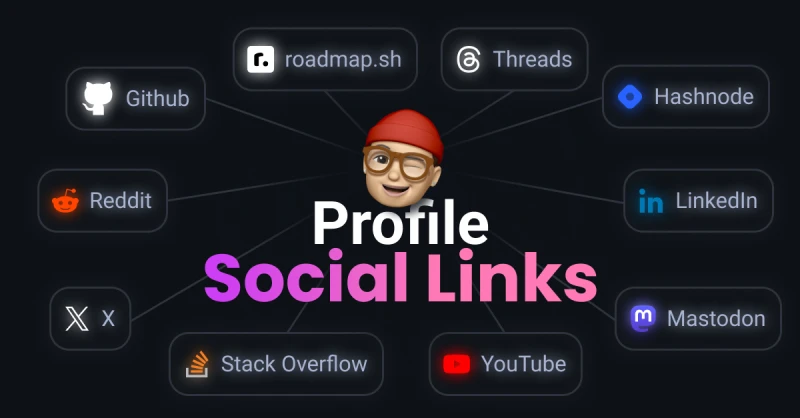 roadmap.sh
Threads
Github
Hashnode
Reddit
LinkedIn
Profile
Social Links
X
Mastodon
Stack Overflow
YouTube